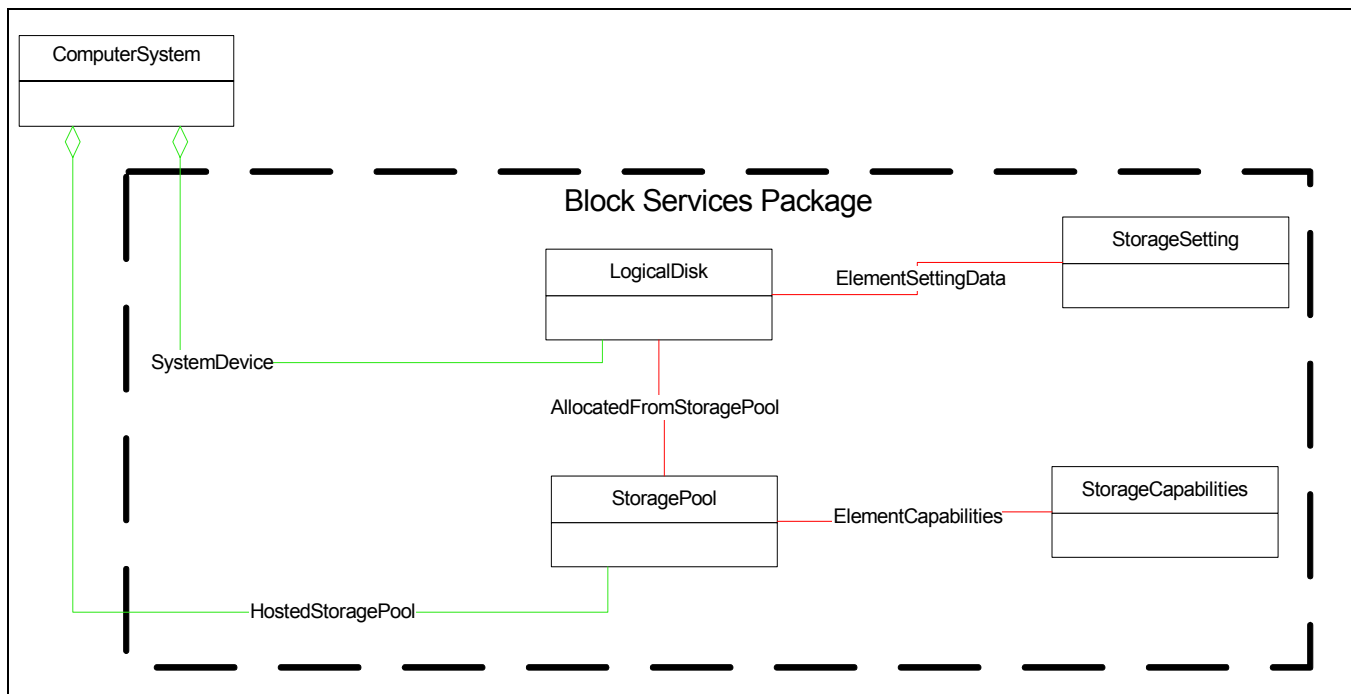 ComputerSystem
Block Services Package
StorageSetting
LogicalDisk
ElementSettingData
SystemDevice
AllocatedFromStoragePool
StorageCapabilities
StoragePool
ElementCapabilities
HostedStoragePool